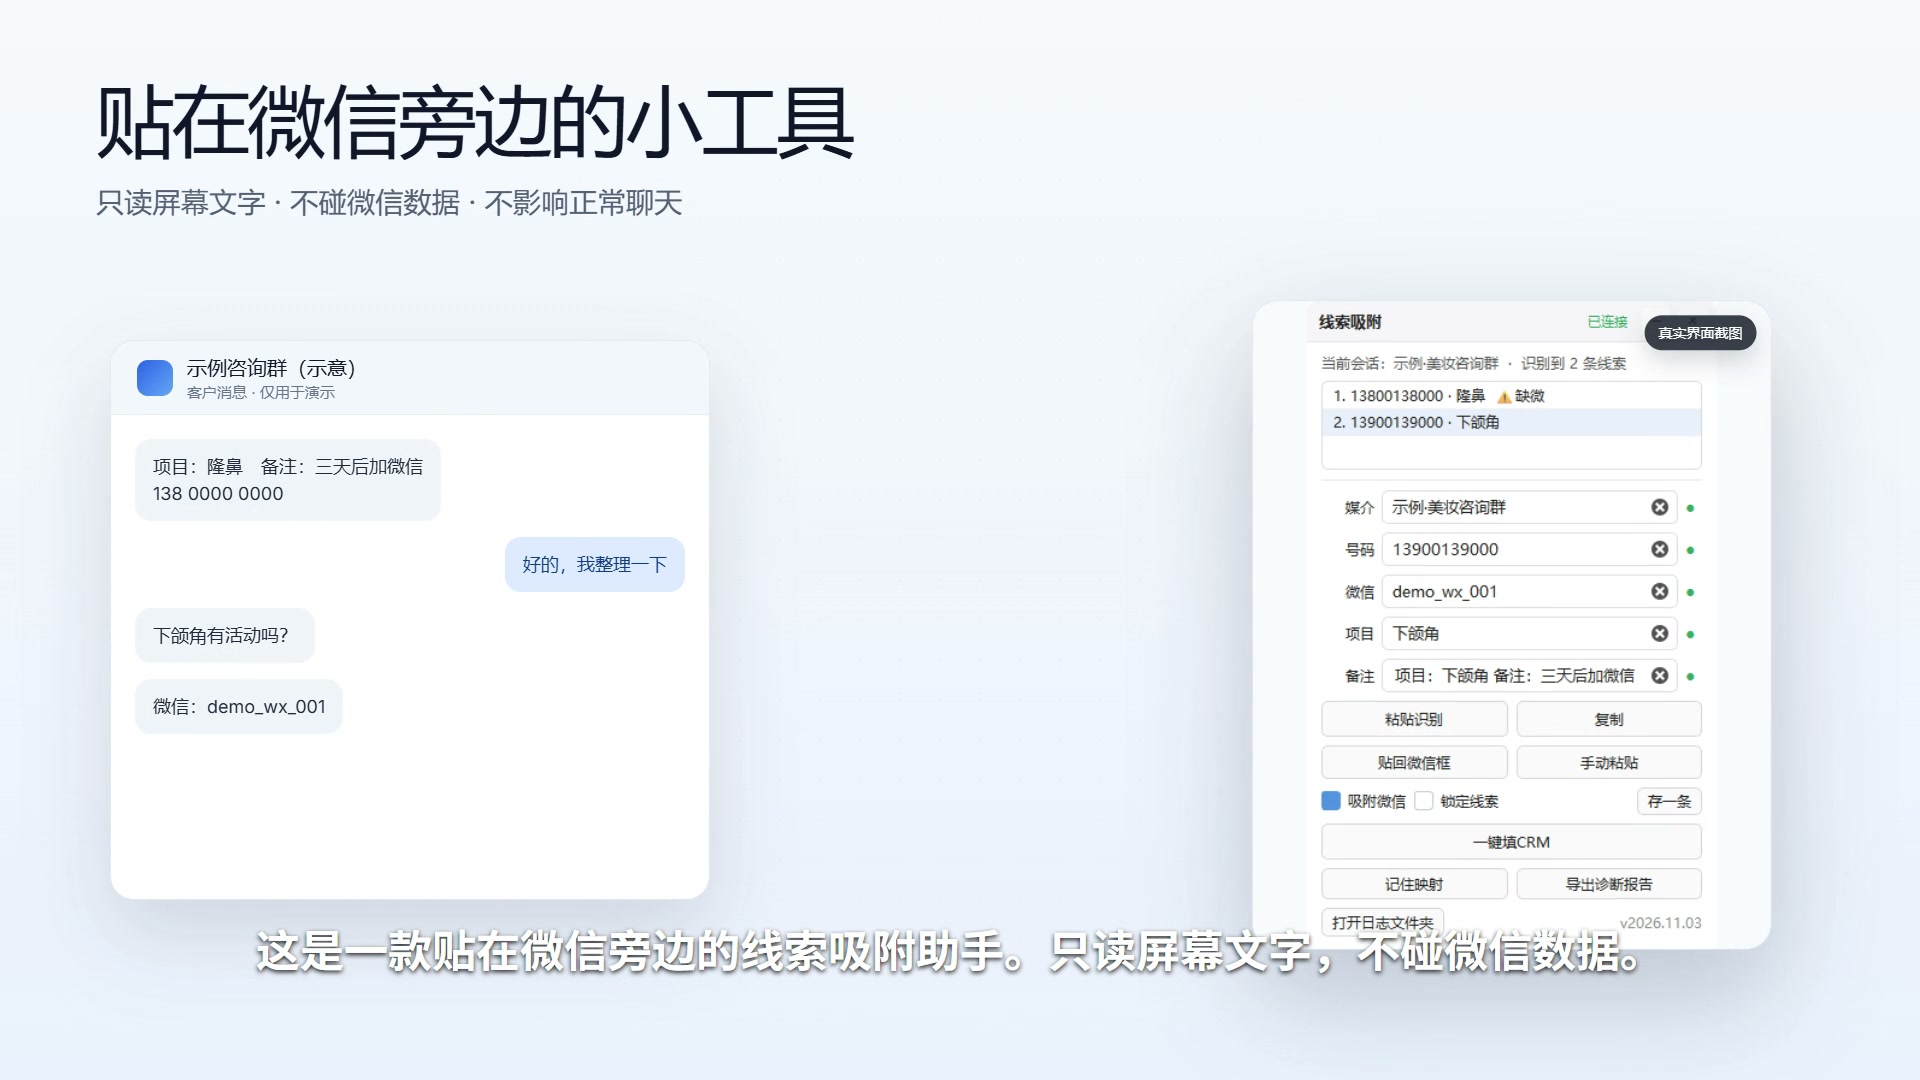 贴在微信旁边的小工具
只读屏幕文字 · 不碰微信数据 · 不影响正常聊天
示例咨询群（示意）
客户消息 · 仅用于演示
项目：隆鼻　备注：三天后加微信
138 0000 0000
好的，我整理一下
下颌角有活动吗？
微信：demo_wx_001
线索吸附
已连接
真实界面截图
当前会话：示例·美妆咨询群 · 识别到 2 条线索
1. 13800138000 · 隆鼻 ⚠缺微
2. 13900139000 · 下颌角
媒介 示例·美妆咨询群
号码 13900139000
微信 demo_wx_001
项目 下颌角
备注 项目：下颌角 备注：三天后加微信
粘贴识别 复制
贴回微信框 手动粘贴
吸附微信 锁定线索 存一条
一键填CRM
记住映射 导出诊断报告
打开日志文件夹 v2026.11.03
这是一款贴在微信旁边的线索吸附助手。只读屏幕文字，不碰微信数据。